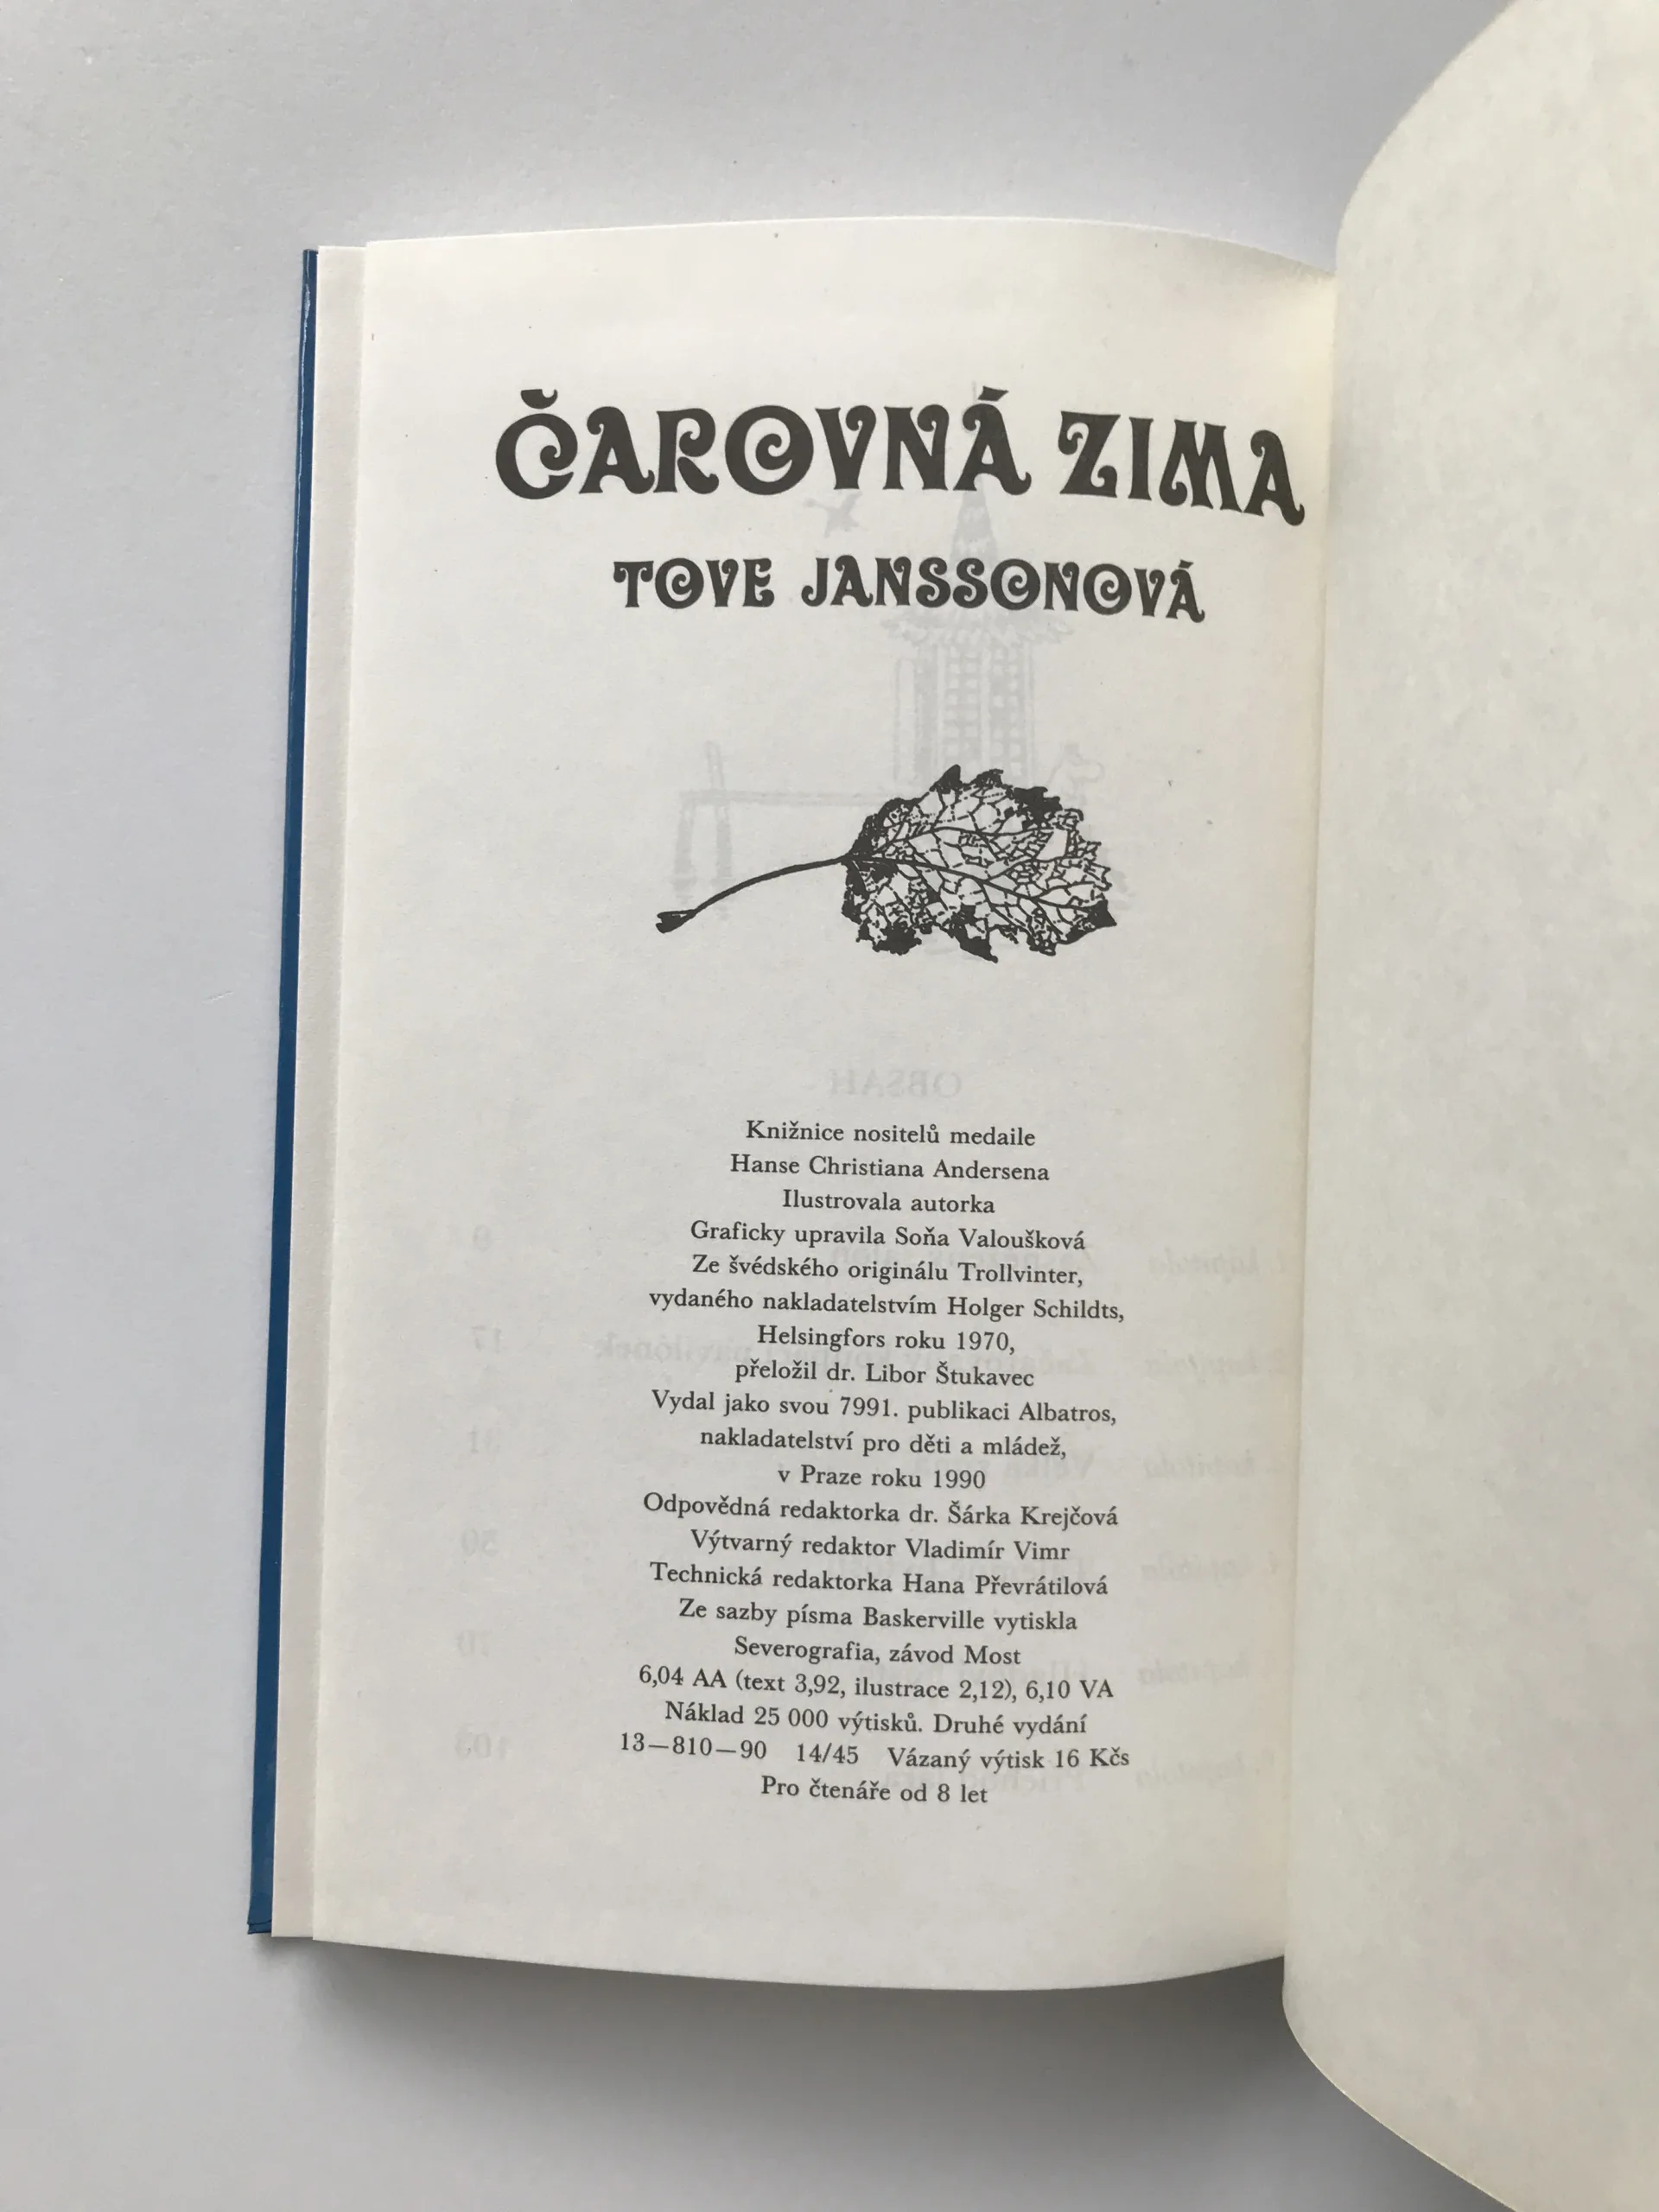 ČAROVNÁ ZIMA
TOVE JANSSONOVÁ
OBSAH
Knižnice nositelů medaile
Hanse Christiana Andersena
Ilustrovala autorka
Graficky upravila Soňa Valoušková
Ze švédského originálu Trollvinter,
vydaného nakladatelstvím Holger Schildts,
Helsingfors roku 1970,
přeložil dr. Libor Štukavec
Vydal jako svou 7991. publikaci Albatros,
nakladatelství pro děti a mládež,
v Praze roku 1990
Odpovědná redaktorka dr. Šárka Krejčová
Výtvarný redaktor Vladimír Vimr
Technická redaktorka Hana Převrátilová
Ze sazby písma Baskerville vytiskla
Severografia, závod Most
6,04 AA (text 3,92, ilustrace 2,12), 6,10 VA
Náklad 25 000 výtisků. Druhé vydání
13—810—90 14/45 Vázaný výtisk 16 Kčs
Pro čtenáře od 8 let